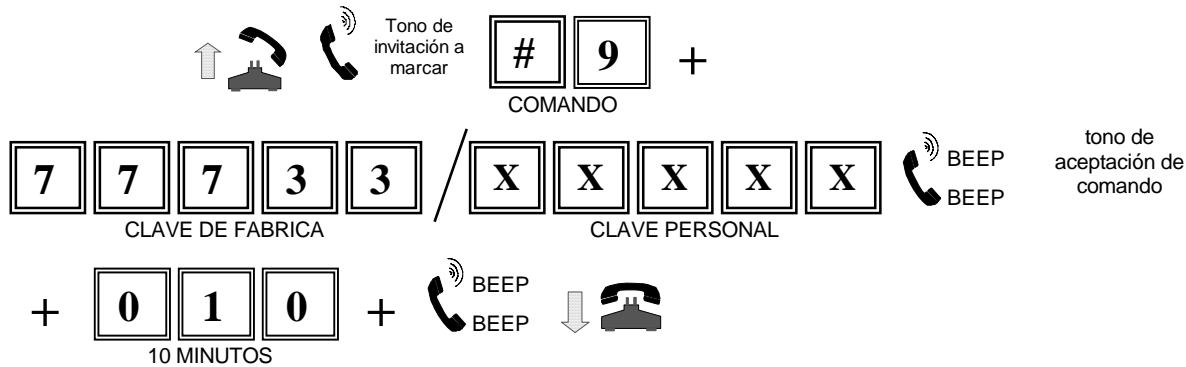 Tono de
invitación a
marcar
# 9 +
COMANDO
7 7 7 3 3 / X X X X X
BEEP
BEEP
tono de
aceptación de
comando
CLAVE DE FABRICA
CLAVE PERSONAL
+ 0 1 0 +
BEEP
BEEP
10 MINUTOS